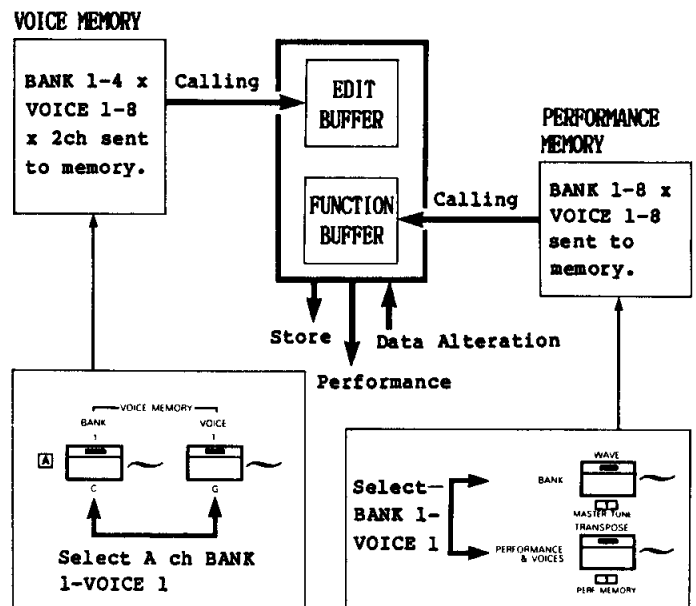 VOICE MEMORY
BANK 1-4 x
VOICE 1-8
x 2ch sent
to memory.
Calling
EDIT
BUFFER
FUNCTION
BUFFER
Calling
PERFORMANCE
MEMORY
BANK 1-8 x
VOICE 1-8
sent to
memory.
Store
Data Alteration
Performance
VOICE MEMORY
BANK
VOICE
1
1
A
C
G
Select A ch BANK
1-VOICE 1
Select
BANK 1-
VOICE 1
WAVE
BANK
1
MASTER TUNE
TRANSPOSE
PERFORMANCE
& VOICES
1
PERF MEMORY